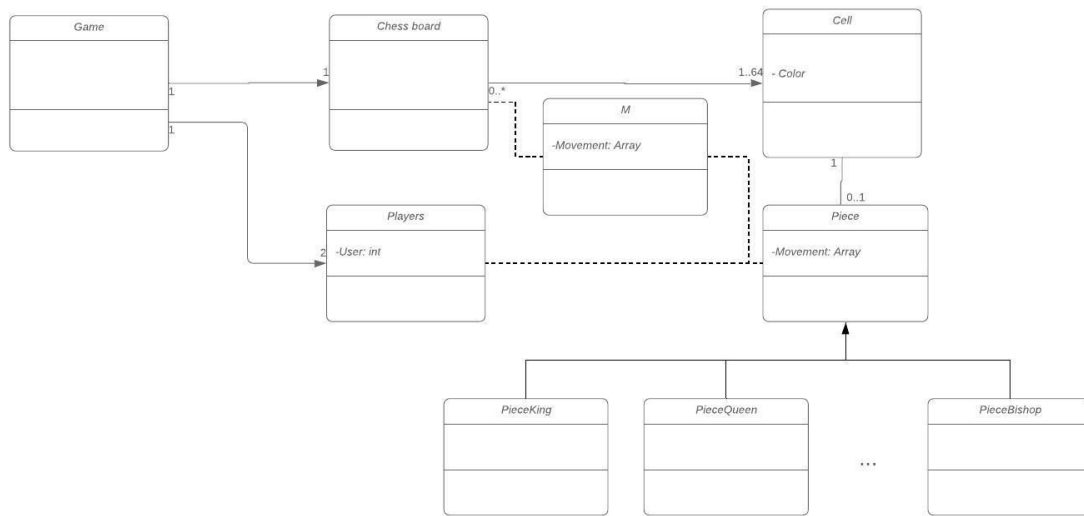 Game
Chess board
Cell
1
1
1..64
- Color
0..*
1
M
-Movement: Array
1
0..1
Players
Piece
2
-User: int
-Movement: Array
PieceKing
PieceQueen
PieceBishop
...